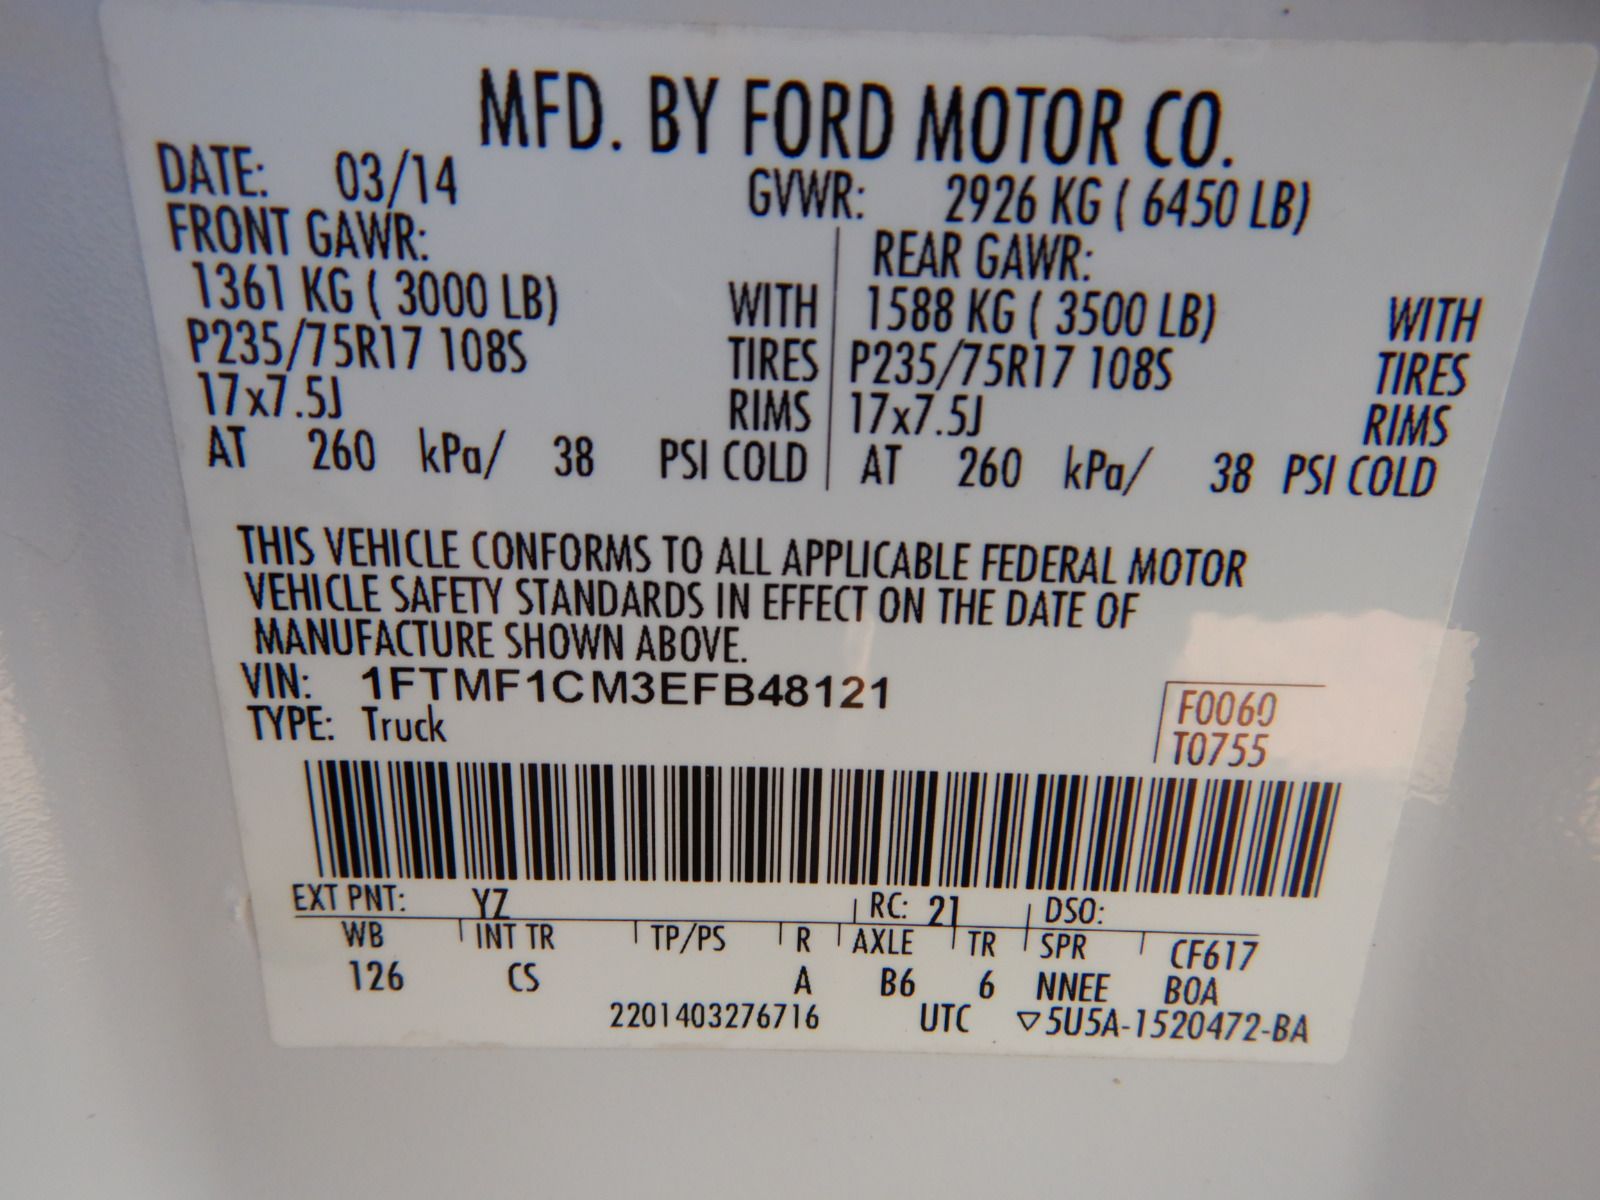 MFD. BY FORD MOTOR CO.
DATE: 03/14 GVWR: 2926 KG ( 6450 LB)
FRONT GAWR: REAR GAWR:
1361 KG ( 3000 LB) WITH 1588 KG ( 3500 LB) WITH
P235/75R17 108S TIRES P235/75R17 108S TIRES
17x7.5J RIMS 17x7.5J RIMS
AT 260 kPa/ 38 PSI COLD AT 260 kPa/ 38 PSI COLD
THIS VEHICLE CONFORMS TO ALL APPLICABLE FEDERAL MOTOR
VEHICLE SAFETY STANDARDS IN EFFECT ON THE DATE OF
MANUFACTURE SHOWN ABOVE.
VIN: 1FTMF1CM3EFB48121
TYPE: Truck
F0060
T0755
EXT PNT: YZ RC: 21 DSO:
WB INT TR TP/PS R AXLE TR SPR CF617
126 CS A B6 6 NNEE BOA
2201403276716 UTC ▽5U5A-1520472-BA